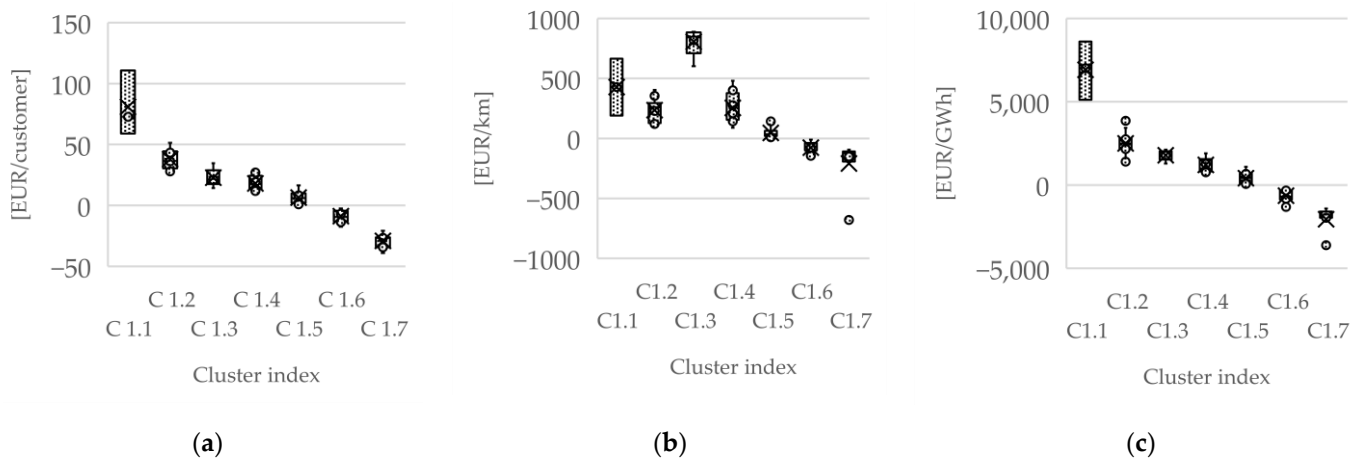 150
100
50
0
−50
[EUR/customer]
C 1.2 C 1.4 C 1.6
C 1.1 C 1.3 C 1.5 C 1.7
Cluster index
(a)
1000
500
0
−500
−1000
[EUR/km]
C1.2 C1.4 C1.6
C1.1 C1.3 C1.5 C1.7
Cluster index
(b)
10,000
5,000
0
−5,000
[EUR/GWh]
C1.2 C1.4 C1.6
C1.1 C1.3 C1.5 C1.7
Cluster index
(c)